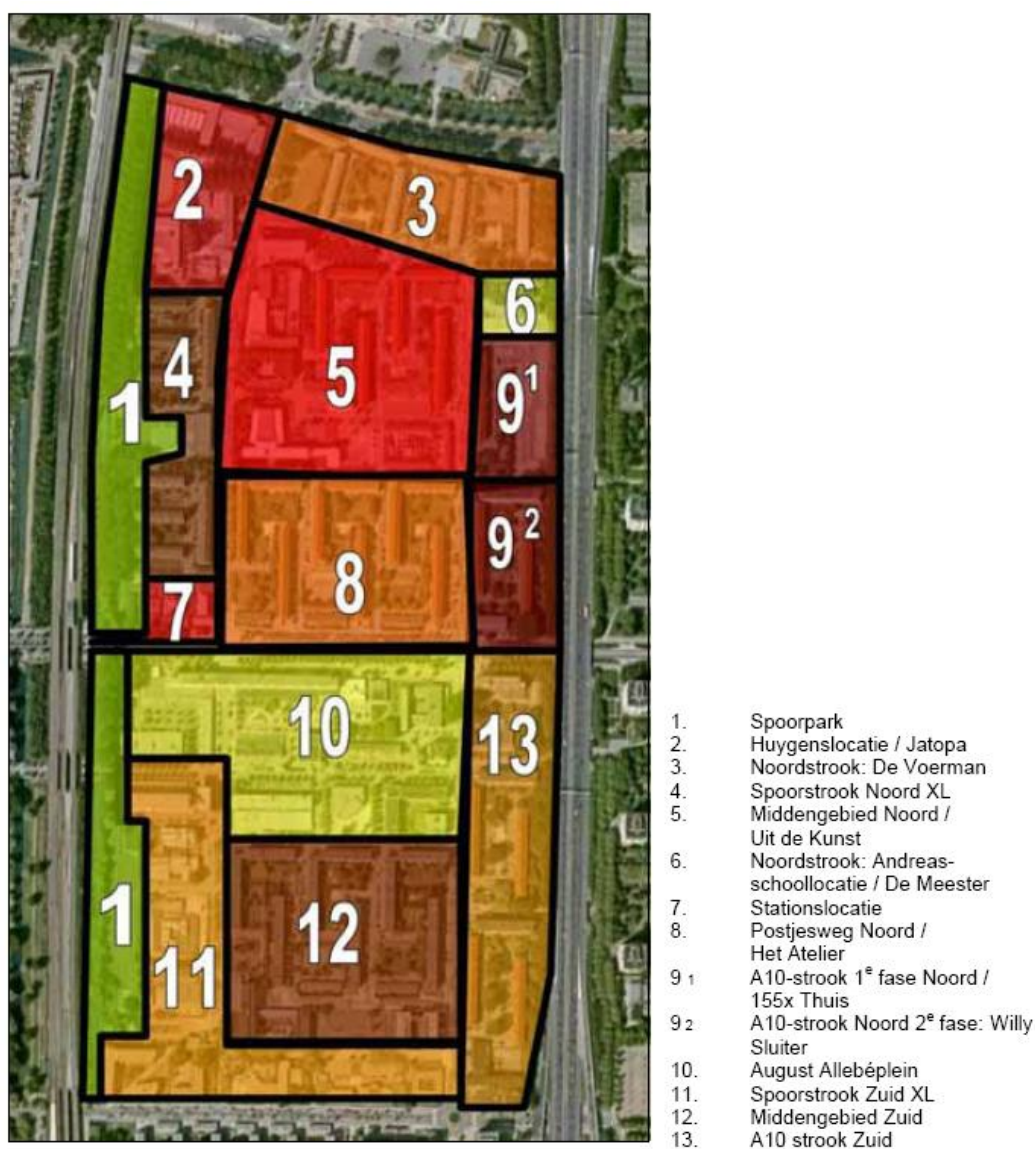 2
3
6
4
1
5
9 1
9 2
8
7
10
13
1
11
12
1. Spoorpark
2. Huygenslocatie / Jatopa
3. Noordstrook: De Voerman
4. Spoorstrook Noord XL
5. Middengebied Noord /
Uit de Kunst
6. Noordstrook: Andreas-
schoollocatie / De Meester
7. Stationslocatie
8. Postjesweg Noord /
Het Atelier
9 1 A10-strook 1e fase Noord /
155x Thuis
9 2 A10-strook Noord 2e fase: Willy
Sluiter
10. August Allebéplein
11. Spoorstrook Zuid XL
12. Middengebied Zuid
13. A10 strook Zuid